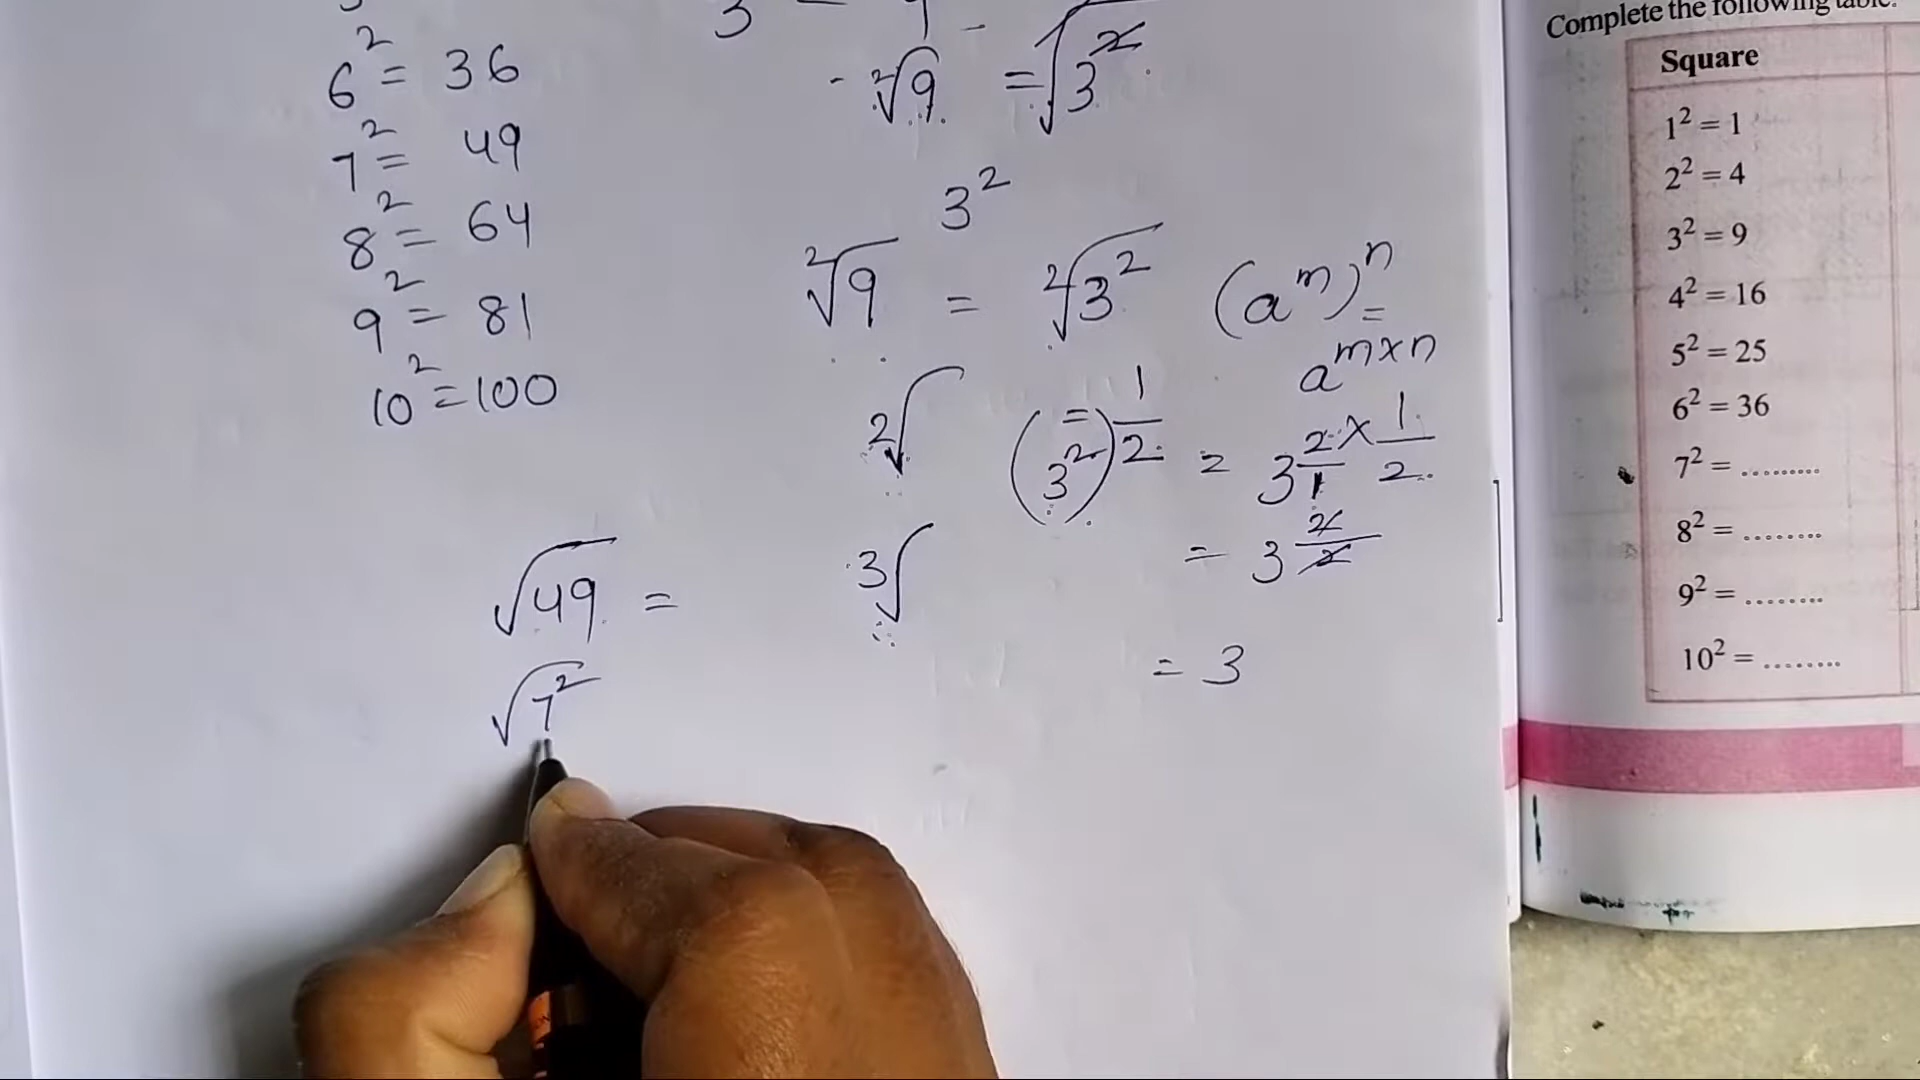 6² = 36
7² = 49
8² = 64
9² = 81
10² = 100
²√9 = √3²
3²
²√9 = ²√3²
(a^m)^n =
a^m×n
²√
(3²)^1/2 = 3^2/1 × 1/2
= 3^2/2
= 3
³√
√49 =
√7²
Complete the following table.
Square
1² = 1
2² = 4
3² = 9
4² = 16
5² = 25
6² = 36
7² = .........
8² = .........
9² = .........
10² = .........